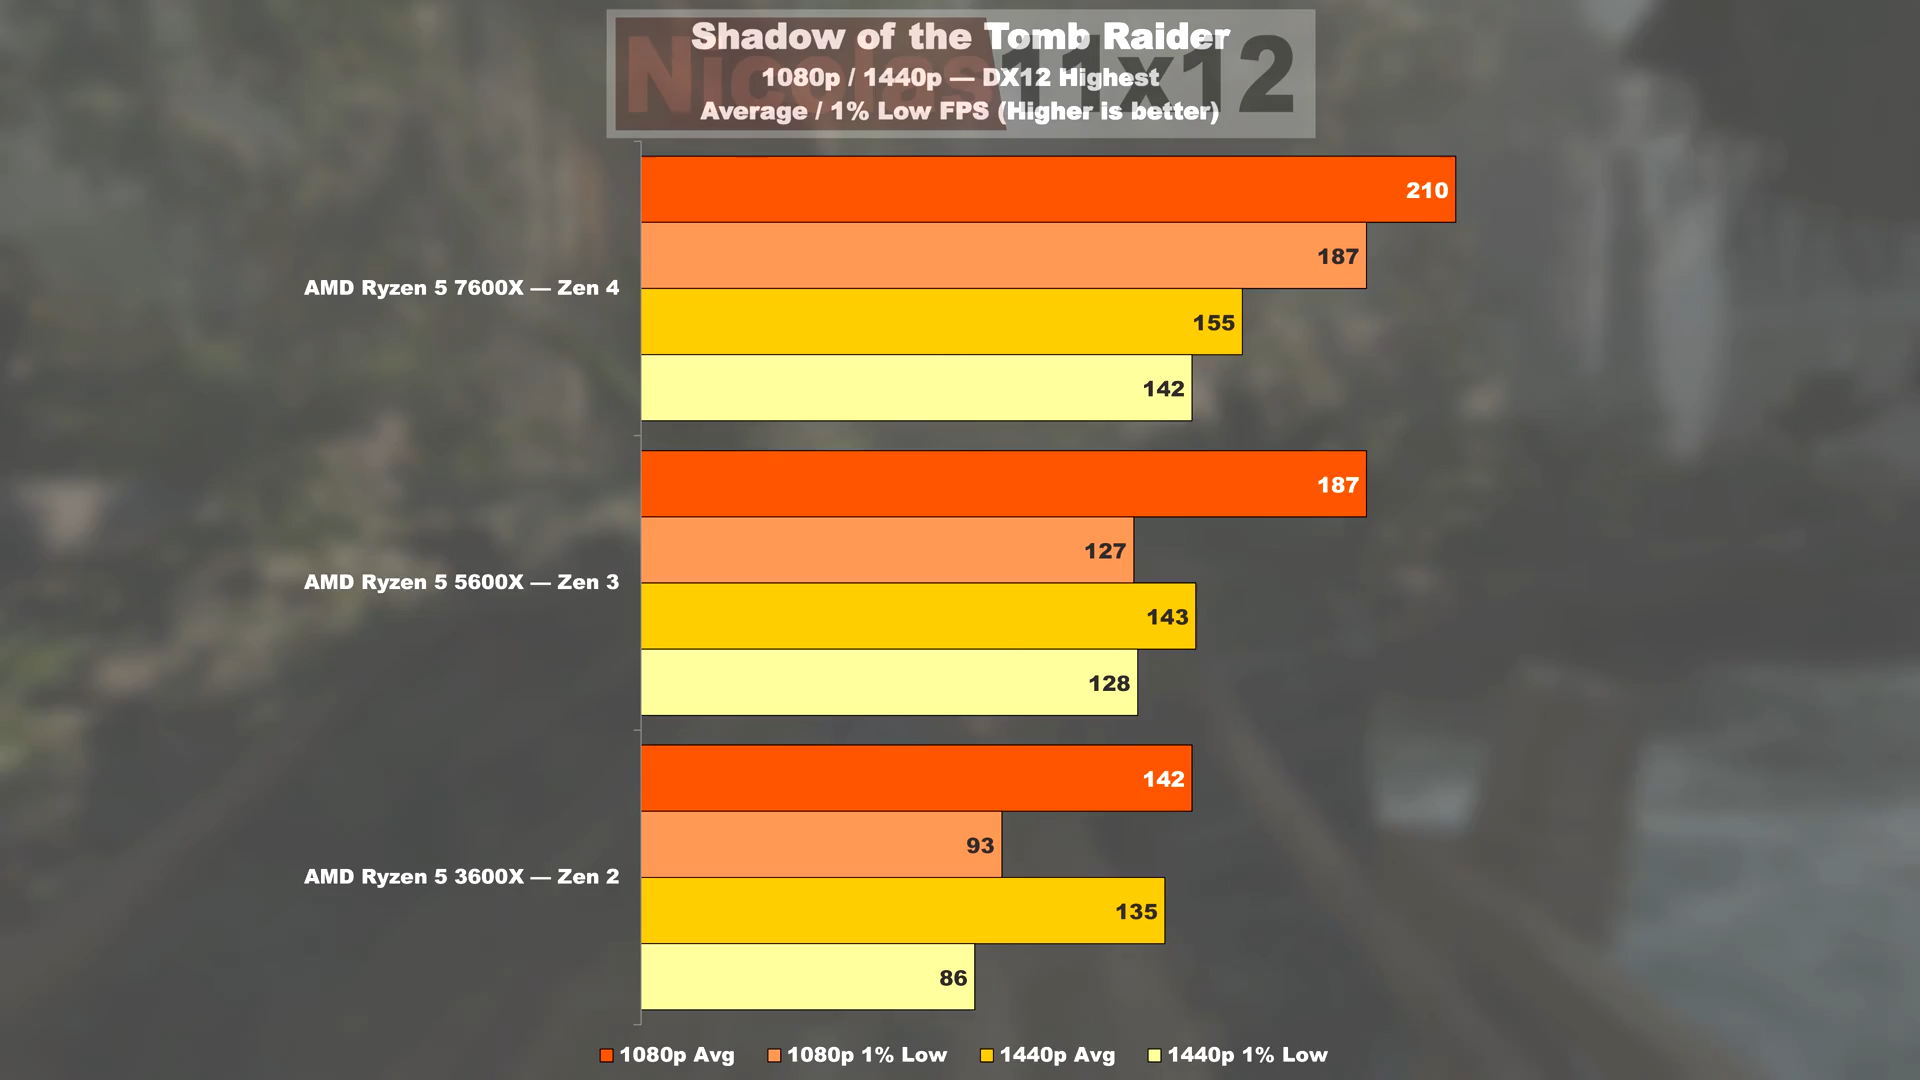 Nicolas11x12
Shadow of the Tomb Raider
1080p / 1440p — DX12 Highest
Average / 1% Low FPS (Higher is better)
210
187
AMD Ryzen 5 7600X — Zen 4
155
142
187
127
AMD Ryzen 5 5600X — Zen 3
143
128
142
93
AMD Ryzen 5 3600X — Zen 2
135
86
1080p Avg 1080p 1% Low 1440p Avg 1440p 1% Low